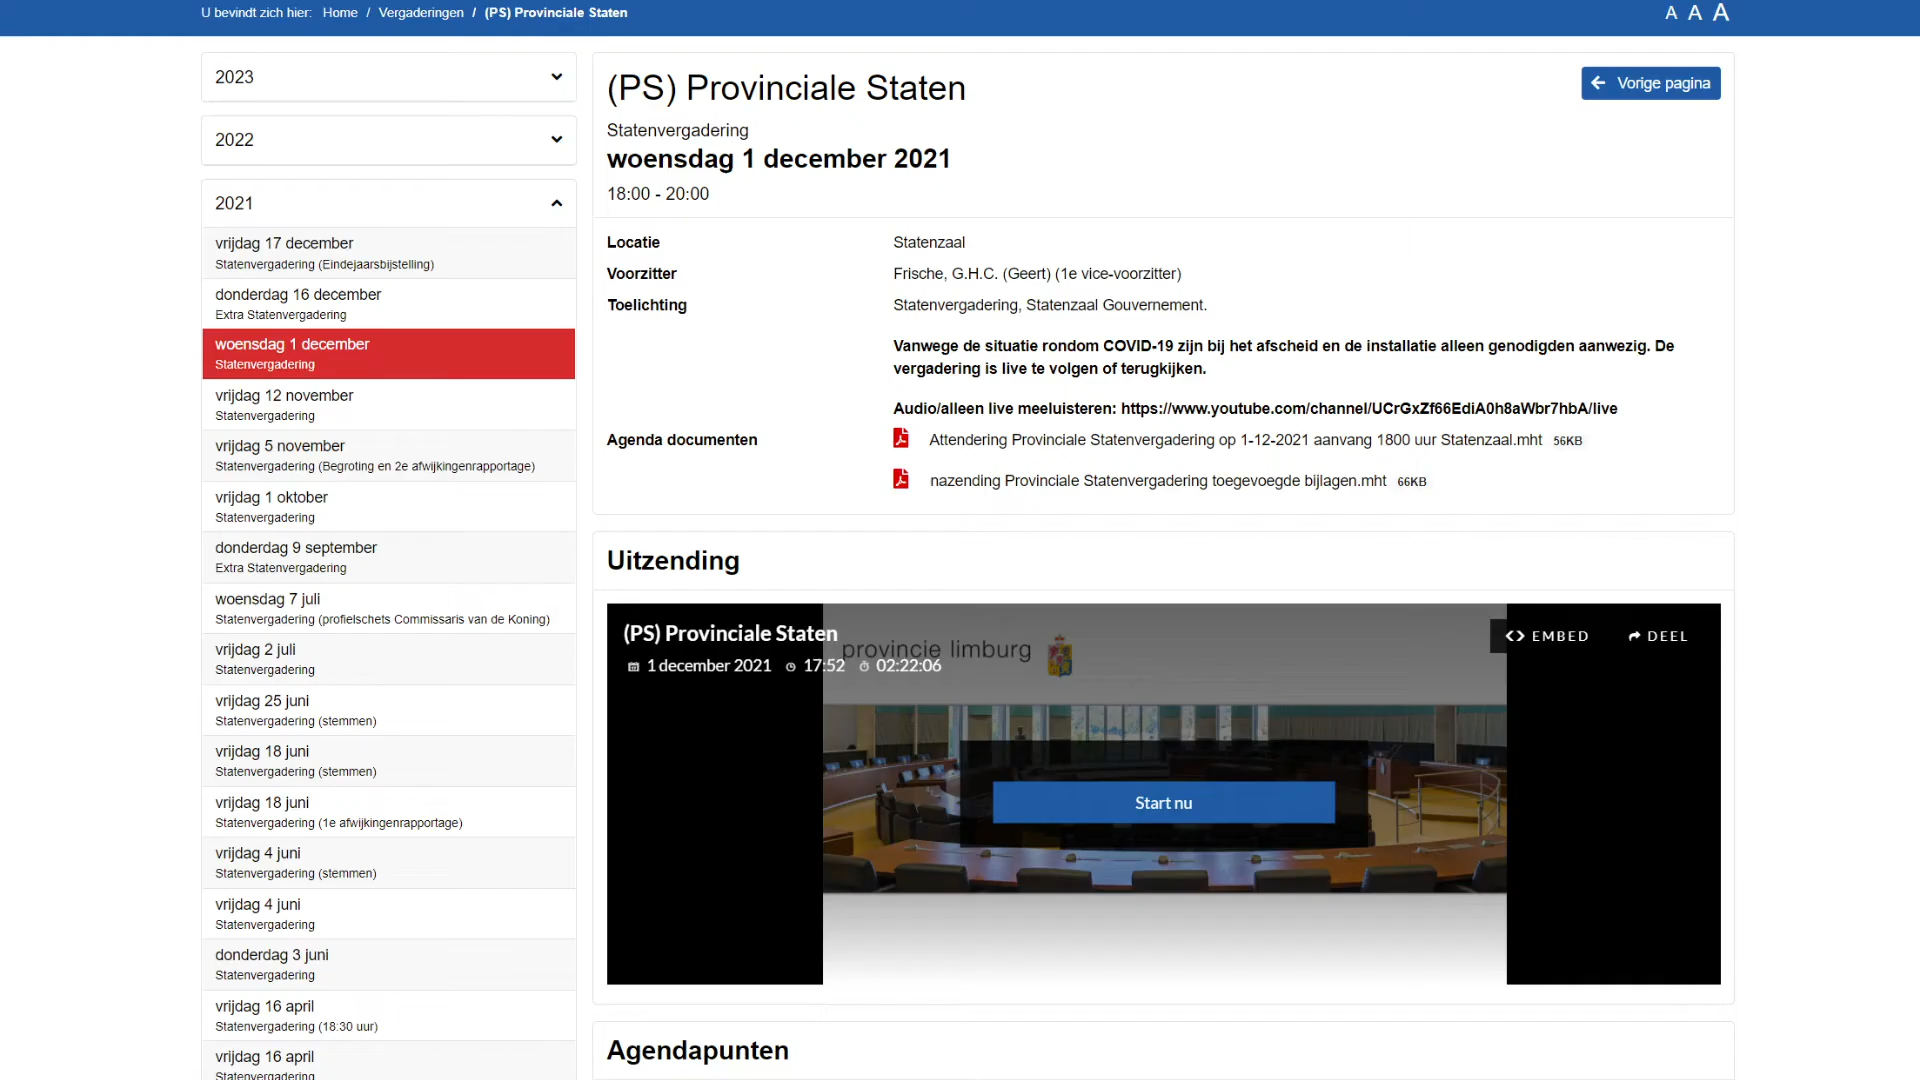 U bevindt zich hier: Home / Vergaderingen / (PS) Provinciale Staten
A A A
2023
2022
2021
vrijdag 17 december
Statenvergadering (Eindejaarsbijstelling)
donderdag 16 december
Extra Statenvergadering
woensdag 1 december
Statenvergadering
vrijdag 12 november
Statenvergadering
vrijdag 5 november
Statenvergadering (Begroting en 2e afwijkingenrapportage)
vrijdag 1 oktober
Statenvergadering
donderdag 9 september
Extra Statenvergadering
woensdag 7 juli
Statenvergadering (profielschets Commissaris van de Koning)
vrijdag 2 juli
Statenvergadering
vrijdag 25 juni
Statenvergadering (stemmen)
vrijdag 18 juni
Statenvergadering (stemmen)
vrijdag 18 juni
Statenvergadering (1e afwijkingenrapportage)
vrijdag 4 juni
Statenvergadering (stemmen)
vrijdag 4 juni
Statenvergadering
donderdag 3 juni
Statenvergadering
vrijdag 16 april
Statenvergadering (18:30 uur)
vrijdag 16 april
Statenvergadering
(PS) Provinciale Staten
Vorige pagina
Statenvergadering
woensdag 1 december 2021
18:00 - 20:00
Locatie Statenzaal
Voorzitter Frische, G.H.C. (Geert) (1e vice-voorzitter)
Toelichting Statenvergadering, Statenzaal Gouvernement.
Vanwege de situatie rondom COVID-19 zijn bij het afscheid en de installatie alleen genodigden aanwezig. De
vergadering is live te volgen of terugkijken.
Audio/alleen live meeluisteren: https://www.youtube.com/channel/UCrGxZf66EdiA0h8aWbr7hbA/live
Agenda documenten Attendering Provinciale Statenvergadering op 1-12-2021 aanvang 1800 uur Statenzaal.mht 56KB
nazending Provinciale Statenvergadering toegevoegde bijlagen.mht 66KB
Uitzending
(PS) Provinciale Staten
EMBED DEEL
provincie limburg
1 december 2021 17:52 02:22:06
Start nu
Agendapunten